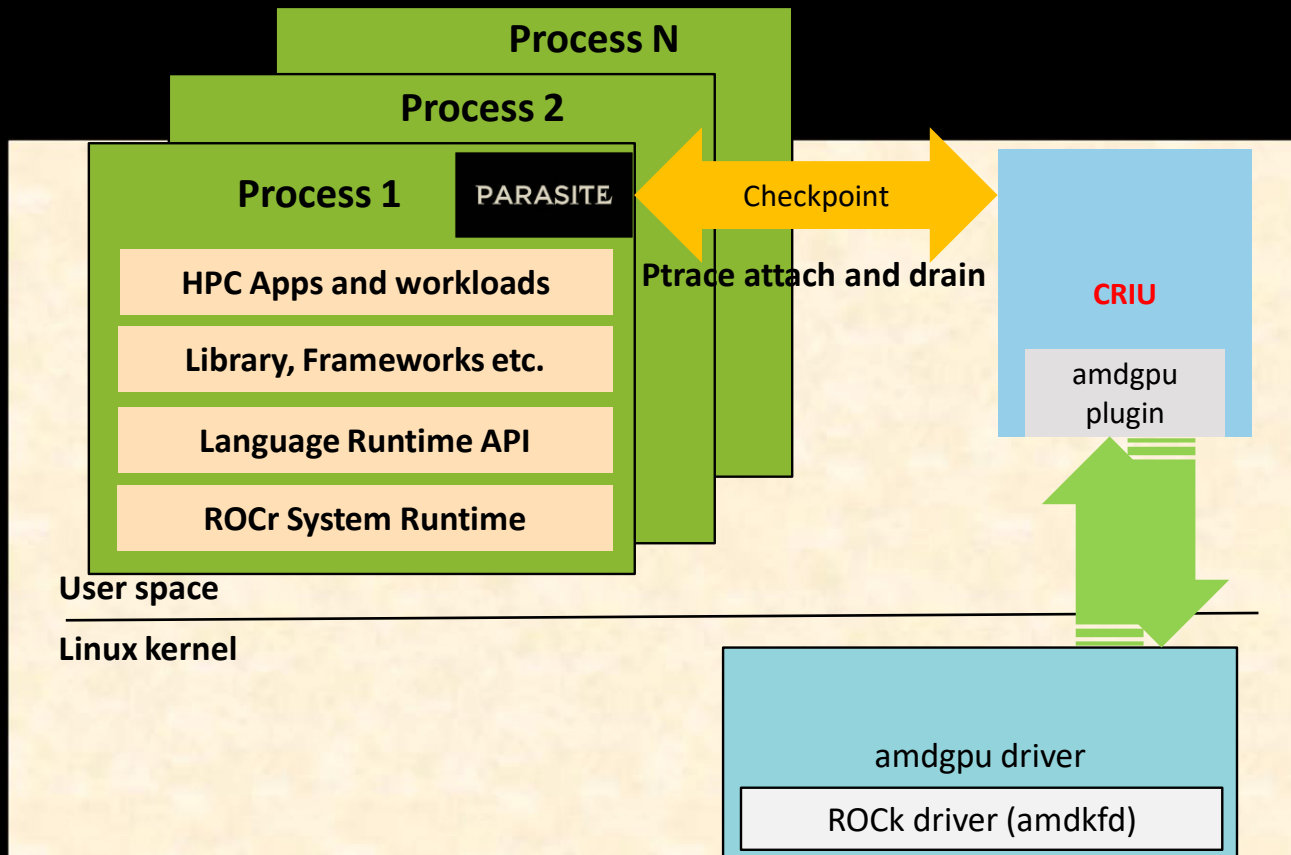 Process N
Process 2
Process 1
PARASITE
Checkpoint
Ptrace attach and drain
HPC Apps and workloads
Library, Frameworks etc.
Language Runtime API
ROCr System Runtime
CRIU
amdgpu
plugin
User space
Linux kernel
amdgpu driver
ROCk driver (amdkfd)